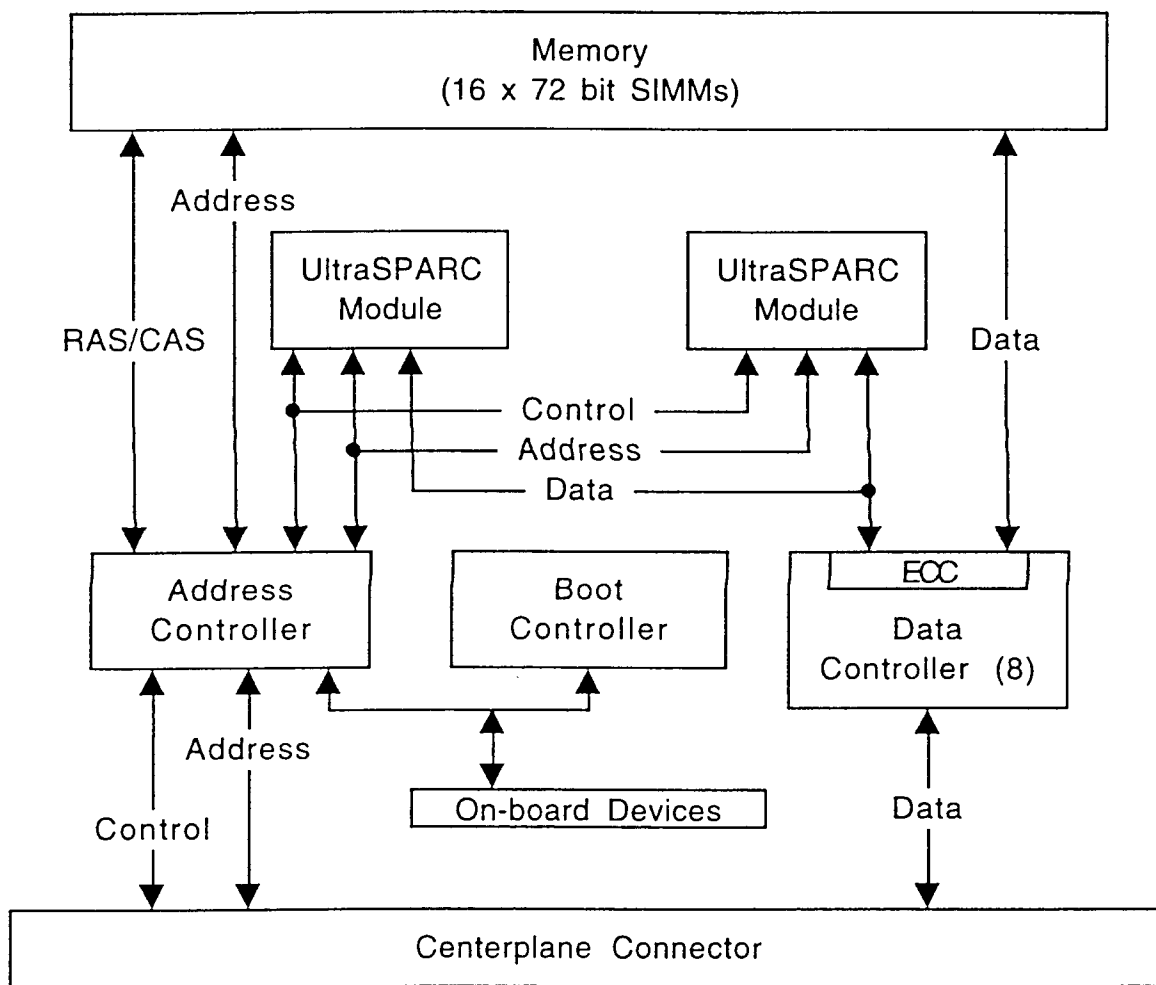 Memory
(16 x 72 bit SIMMs)
Address
UltraSPARC
Module
UltraSPARC
Module
RAS/CAS
Data
Control
Address
Data
Address
Controller
Boot
Controller
ECC
Data
Controller (8)
Address
Control
On-board Devices
Data
Centerplane Connector